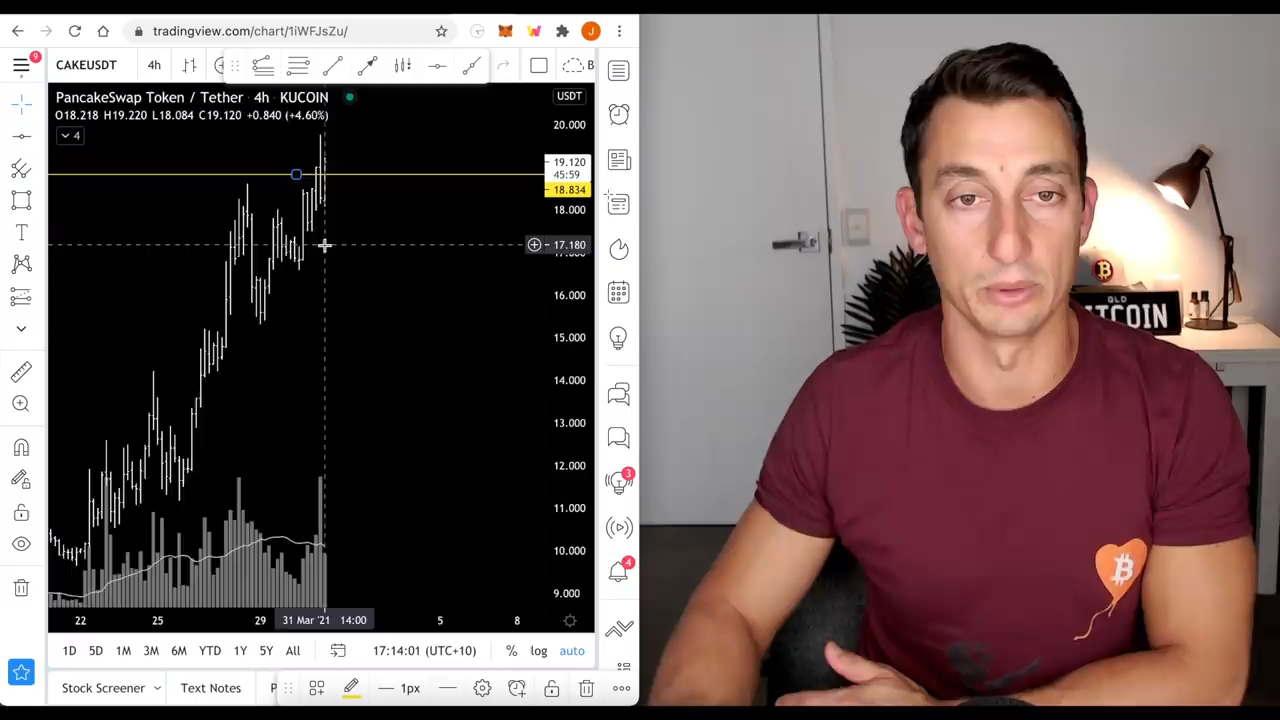 tradingview.com/chart/1iWFJsZu/
J
9
CAKEUSDT
4h
B
PancakeSwap Token / Tether · 4h · KUCOIN
USDT
O18.218 H19.220 L18.084 C19.120 +0.840 (+4.60%)
4
20.000
19.120
45:59
18.834
18.000
17.180
16.000
15.000
14.000
13.000
12.000
11.000
10.000
9.000
22
25
29
31 Mar '21 14:00
5
8
1D 5D 1M 3M 6M YTD 1Y 5Y All
17:14:01 (UTC+10)
% log auto
Stock Screener
Text Notes
P
1px
3
4
QLD
ITCOIN